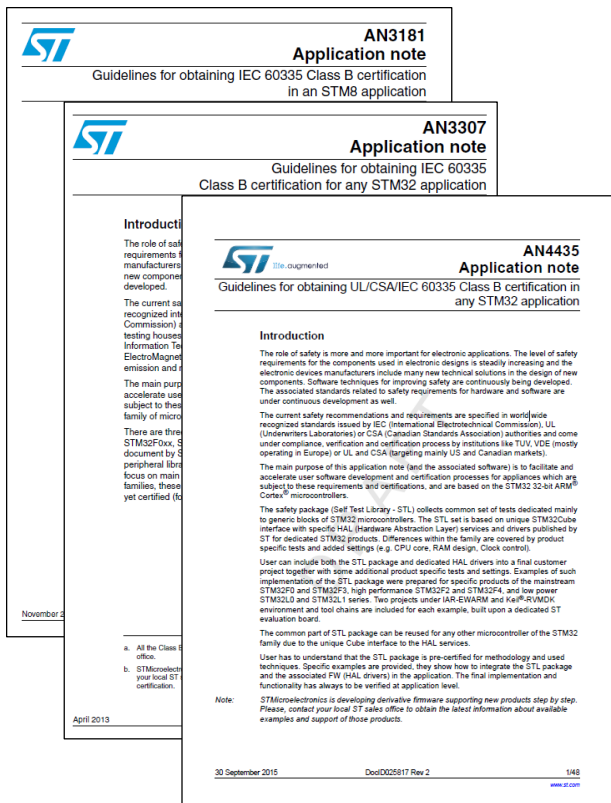 AN3181
Application note
Guidelines for obtaining IEC 60335 Class B certification
in an STM8 application
AN3307
Application note
Guidelines for obtaining IEC 60335
Class B certification for any STM32 application
Introducti
The role of safe
requirements f
manufacturers
new componen
developed.
The current sa
recognized inte
Commission) a
testing houses
Information Te
ElectroMagnet
emission and r
The main purp
accelerate use
subject to thes
family of micro
There are thre
STM32F0xx, S
document by S
peripheral libra
focus on main
families, these
yet certified (fo
November 2
a. All the Class B
office.
b. STMicroelectro
your local ST s
certification.
April 2013
life.augmented
AN4435
Application note
Guidelines for obtaining UL/CSA/IEC 60335 Class B certification in
any STM32 application
Introduction
The role of safety is more and more important for electronic applications. The level of safety
requirements for the components used in electronic designs is steadily increasing and the
electronic devices manufacturers include many new technical solutions in the design of new
components. Software techniques for improving safety are continuously being developed.
The associated standards related to safety requirements for hardware and software are
under continuous development as well.
The current safety recommendations and requirements are specified in world wide
recognized standards issued by IEC (International Electrotechnical Commission), UL
(Underwriters Laboratories) or CSA (Canadian Standards Association) authorities and come
under compliance, verification and certification process by institutions like TUV, VDE (mostly
operating in Europe) or UL and CSA (targeting mainly US and Canadian markets).
The main purpose of this application note (and the associated software) is to facilitate and
accelerate user software development and certification processes for appliances which are
subject to these requirements and certifications, and are based on the STM32 32-bit ARM®
Cortex® microcontrollers.
The safety package (Self Test Library - STL) collects common set of tests dedicated mainly
to generic blocks of STM32 microcontrollers. The STL set is based on unique STM32Cube
interface with specific HAL (Hardware Abstraction Layer) services and drivers published by
ST for dedicated STM32 products. Differences within the family are covered by product
specific tests and added settings (e.g. CPU core, RAM design, Clock control).
User can include both the STL package and dedicated HAL drivers into a final customer
project together with some additional product specific tests and settings. Examples of such
implementation of the STL package were prepared for specific products of the mainstream
STM32F0 and STM32F3, high performance STM32F2 and STM32F4, and low power
STM32L0 and STM32L1 series. Two projects under IAR-EWARM and Keil®-RVMDK
environment and tool chains are included for each example, built upon a dedicated ST
evaluation board.
The common part of STL package can be reused for any other microcontroller of the STM32
family due to the unique Cube interface to the HAL services.
User has to understand that the STL package is pre-certified for methodology and used
techniques. Specific examples are provided, they show how to integrate the STL package
and the associated FW (HAL drivers) in the application. The final implementation and
functionality has always to be verified at application level.
Note: STMicroelectronics is developing derivative firmware supporting new products step by step.
Please, contact your local ST sales office to obtain the latest information about available
examples and support of those products.
30 September 2015 DocID025817 Rev 2 1/48
www.st.com